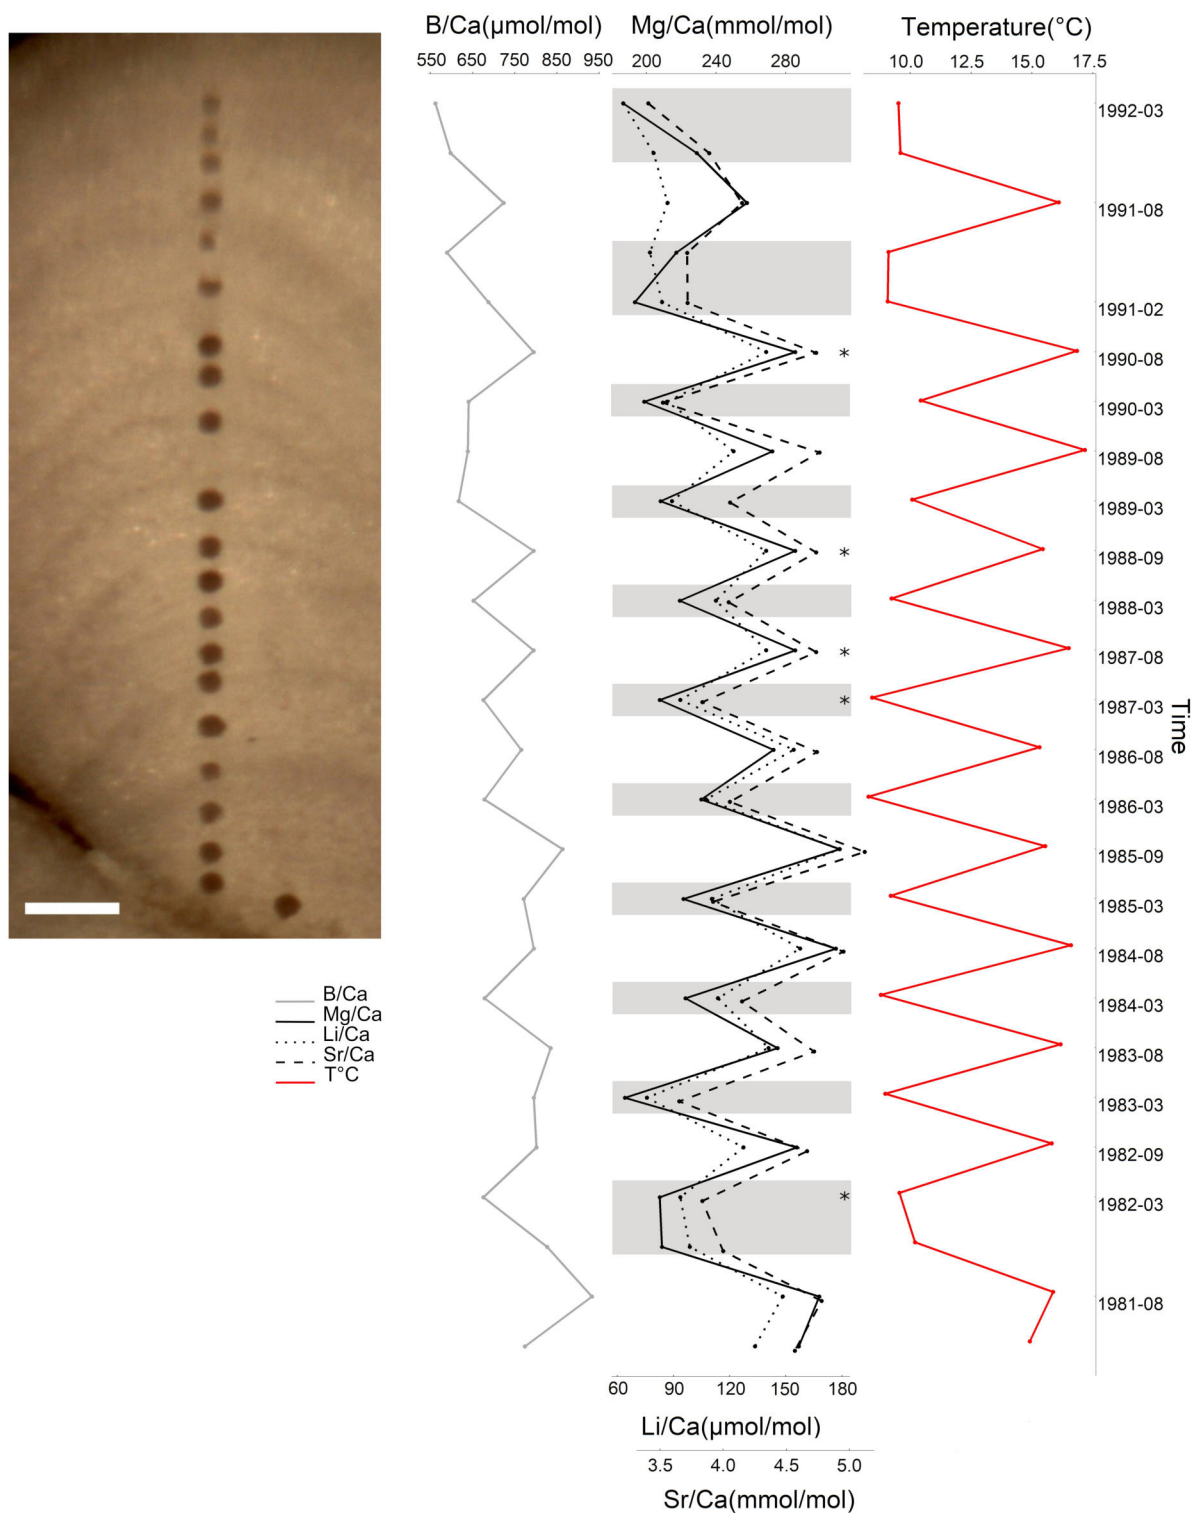 B/Ca(µmol/mol) Mg/Ca(mmol/mol) Temperature(°C)
550 650 750 850 950 200 240 280 10.0 12.5 15.0 17.5
1992-03
1991-08
1991-02
1990-08
*
1990-03
1989-08
1989-03
1988-09
*
1988-03
1987-08
*
1987-03
*
Time
1986-08
1986-03
1985-09
1985-03
1984-08
1984-03
1983-08
1983-03
1982-09
1982-03
*
1981-08
B/Ca
Mg/Ca
Li/Ca
Sr/Ca
T°C
60 90 120 150 180
Li/Ca(µmol/mol)
3.5 4.0 4.5 5.0
Sr/Ca(mmol/mol)